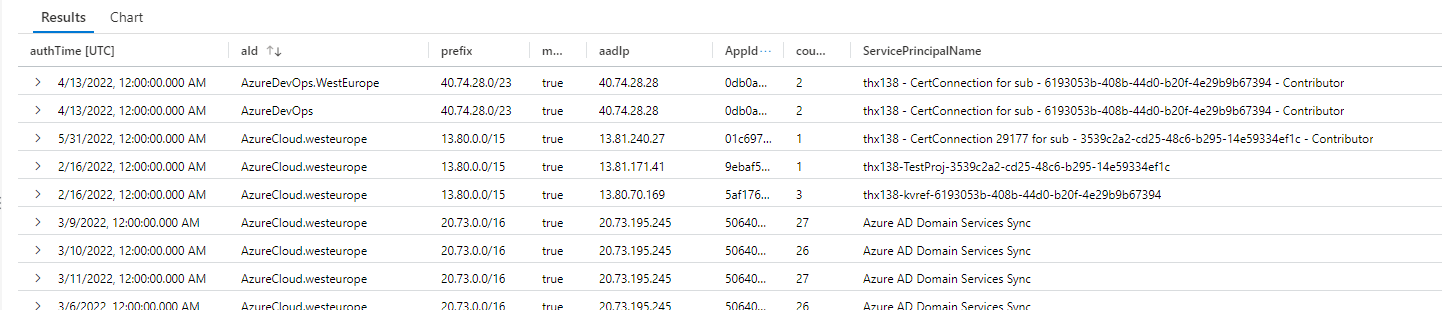 Results Chart
authTime [UTC] aId ↑↓ prefix m... aadIp AppId··· cou... ServicePrincipalName
4/13/2022, 12:00:00.000 AM AzureDevOps.WestEurope 40.74.28.0/23 true 40.74.28.28 0db0a... 2 thx138 - CertConnection for sub - 6193053b-408b-44d0-b20f-4e29b9b67394 - Contributor
4/13/2022, 12:00:00.000 AM AzureDevOps 40.74.28.0/23 true 40.74.28.28 0db0a... 2 thx138 - CertConnection for sub - 6193053b-408b-44d0-b20f-4e29b9b67394 - Contributor
5/31/2022, 12:00:00.000 AM AzureCloud.westeurope 13.80.0.0/15 true 13.81.240.27 01c697... 1 thx138 - CertConnection 29177 for sub - 3539c2a2-cd25-48c6-b295-14e59334ef1c - Contributor
2/16/2022, 12:00:00.000 AM AzureCloud.westeurope 13.80.0.0/15 true 13.81.171.41 9ebaf5... 1 thx138-TestProj-3539c2a2-cd25-48c6-b295-14e59334ef1c
2/16/2022, 12:00:00.000 AM AzureCloud.westeurope 13.80.0.0/15 true 13.80.70.169 5af176... 3 thx138-kvref-6193053b-408b-44d0-b20f-4e29b9b67394
3/9/2022, 12:00:00.000 AM AzureCloud.westeurope 20.73.0.0/16 true 20.73.195.245 50640... 27 Azure AD Domain Services Sync
3/10/2022, 12:00:00.000 AM AzureCloud.westeurope 20.73.0.0/16 true 20.73.195.245 50640... 26 Azure AD Domain Services Sync
3/11/2022, 12:00:00.000 AM AzureCloud.westeurope 20.73.0.0/16 true 20.73.195.245 50640... 27 Azure AD Domain Services Sync
3/6/2022, 12:00:00.000 AM AzureCloud.westeurope 20.73.0.0/16 true 20.73.195.245 50640... 26 Azure AD Domain Services Sync